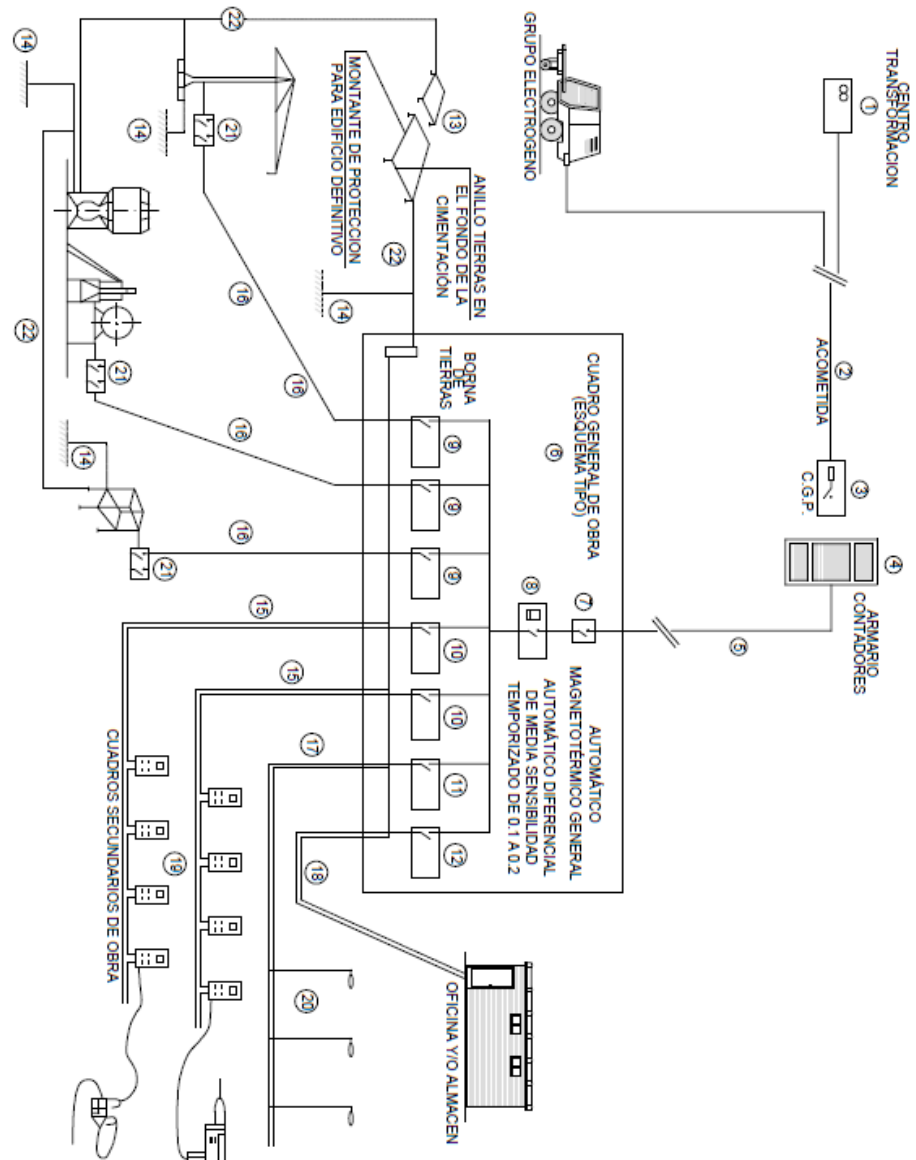 CENTRO
TRANSFORMACION
1
GRUPO ELECTROGENO
ACOMETIDA
2
3
C.G.P.
4
ARMARIO
CONTADORES
5
ANILLO TIERRAS EN
EL FONDO DE LA
CIMENTACIÓN
MONTANTE DE PROTECCION
PARA EDIFICIO DEFINITIVO
13
22
22
14
CUADRO GENERAL DE OBRA
(ESQUEMA TIPO)
6
7
AUTOMÁTICO
MAGNETOTÉRMICO GENERAL
8
AUTOMÁTICO DIFERENCIAL
DE MEDIA SENSIBILIDAD
TEMPORIZADO DE 0.1 A 0.2
BORNA
DE
TIERRAS
9
9
9
10
10
11
12
21
14
16
16
14
22
21
16
14
21
16
15
15
17
18
OFICINA Y/O ALMACEN
19
20
CUADROS SECUNDARIOS DE OBRA